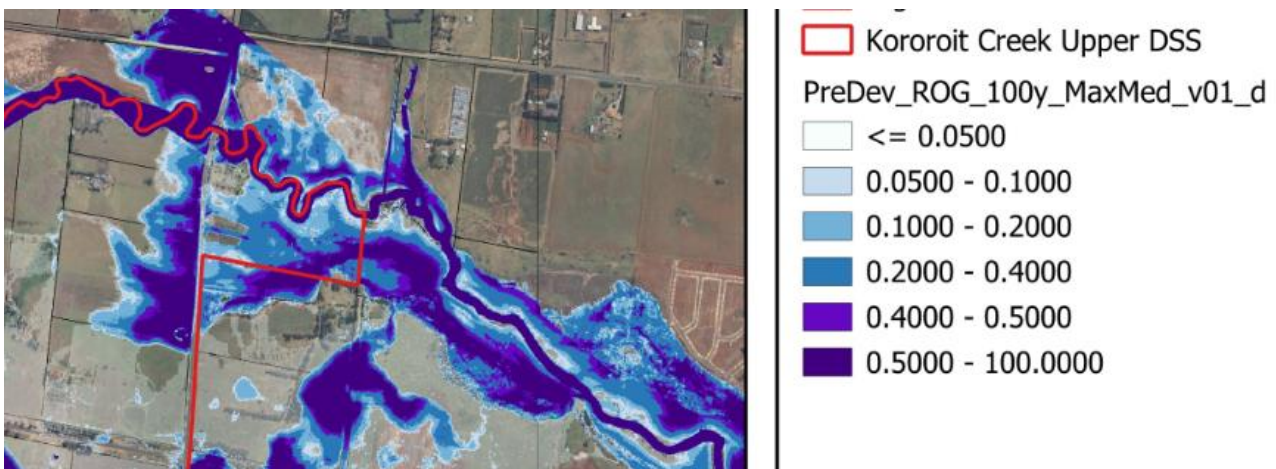 Kororoit Creek Upper DSS
PreDev_ROG_100y_MaxMed_v01_d
<= 0.0500
0.0500 - 0.1000
0.1000 - 0.2000
0.2000 - 0.4000
0.4000 - 0.5000
0.5000 - 100.0000